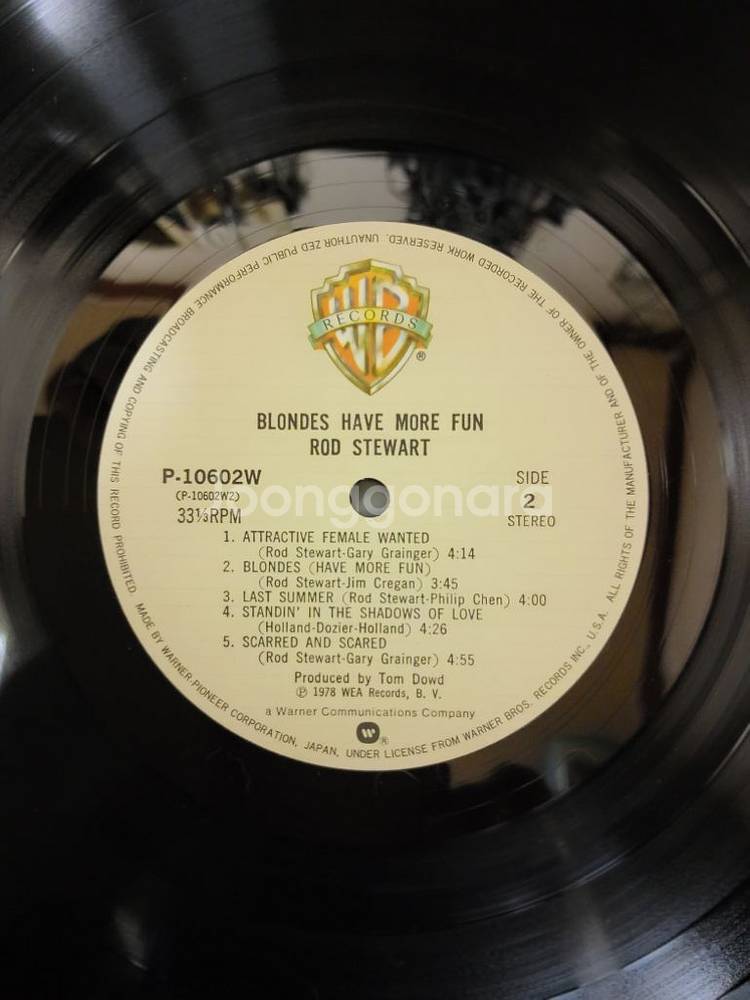 WB
RECORDS
®
BLONDES HAVE MORE FUN
ROD STEWART
P-10602W
(P-10602W2)
33⅓RPM
SIDE
2
STEREO
1. ATTRACTIVE FEMALE WANTED
(Rod Stewart-Gary Grainger) 4:14
2. BLONDES (HAVE MORE FUN)
(Rod Stewart-Jim Cregan) 3:45
3. LAST SUMMER (Rod Stewart-Philip Chen) 4:00
4. STANDIN' IN THE SHADOWS OF LOVE
(Holland-Dozier-Holland) 4:26
5. SCARRED AND SCARED
(Rod Stewart-Gary Grainger) 4:55
Produced by Tom Dowd
℗ 1978 WEA Records, B. V.
a Warner Communications Company
®
MADE BY WARNER-PIONEER CORPORATION, JAPAN, UNDER LICENSE FROM WARNER BROS. RECORDS INC., U.S.A. ALL RIGHTS OF THE MANUFACTURER AND OF THE OWNER OF THE RECORDED WORK RESERVED. UNAUTHORIZED PUBLIC PERFORMANCE BROADCASTING AND COPYING OF THIS RECORD PROHIBITED.
joonggonara